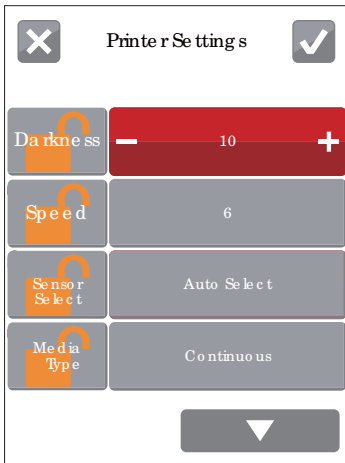 Printer Settings
Darkness
10
Speed
6
Sensor
Select
Auto Select
Media
Type
Continuous